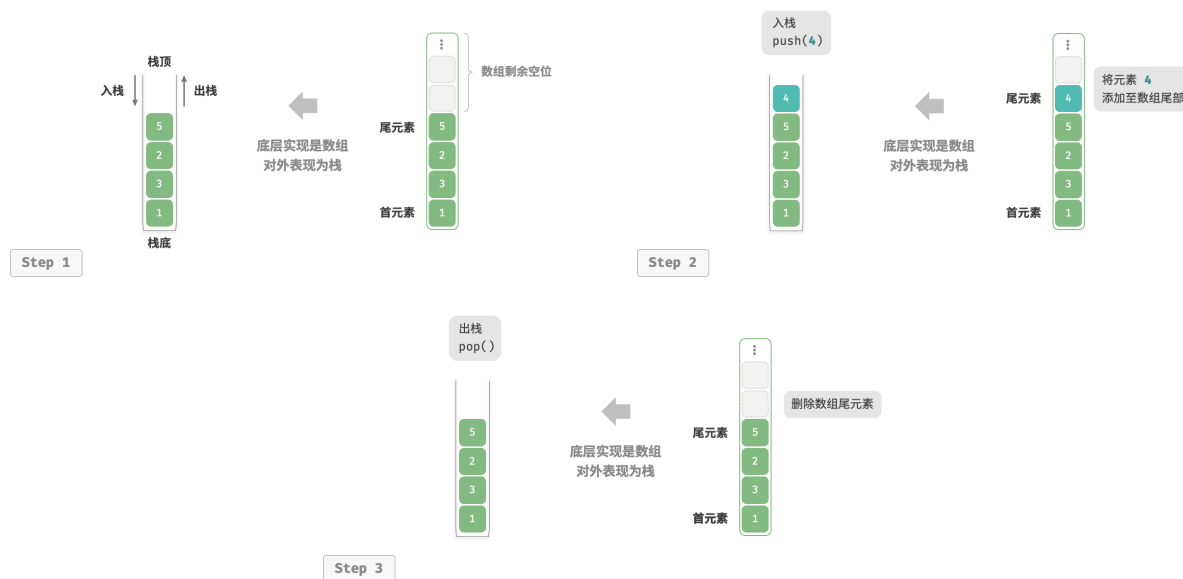 栈顶
入栈
出栈
5
2
3
1
栈底
底层实现是数组
对外表现为栈
数组剩余空位
尾元素
5
2
3
首元素
1
Step 1
入栈
push(4)
4
5
2
3
1
底层实现是数组
对外表现为栈
尾元素
4
5
2
3
首元素
1
将元素 4
添加至数组尾部
Step 2
出栈
pop()
5
2
3
1
底层实现是数组
对外表现为栈
删除数组尾元素
尾元素
5
2
3
首元素
1
Step 3